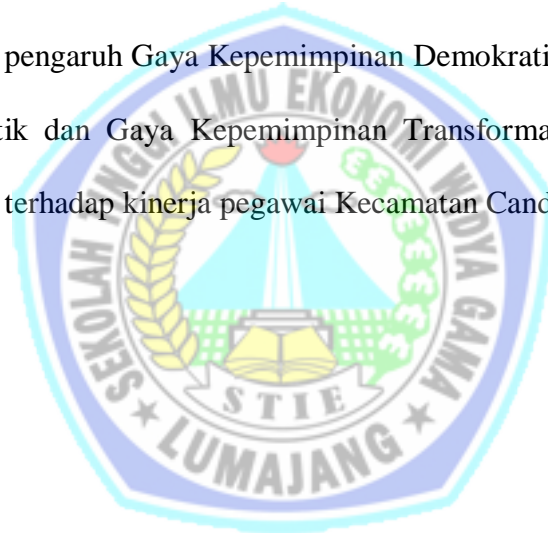 pengaruh Gaya Kepemimpinan Demokrati
tik dan Gaya Kepemimpinan Transforma
terhadap kinerja pegawai Kecamatan Cand
SEKOLAH TINGGI ILMU EKONOMI WIDYA GAMA
STIE
LUMAJANG